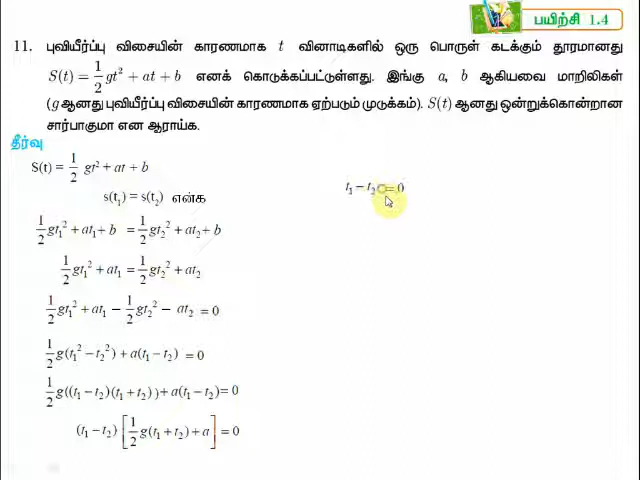 பயிற்சி 1.4
11. புவியீர்ப்பு விசையின் காரணமாக t வினாடிகளில் ஒரு பொருள் கடக்கும் தூரமானது
S(t) = 1/2 gt² + at + b எனக் கொடுக்கப்பட்டுள்ளது. இங்கு a, b ஆகியவை மாறிலிகள்
(g ஆனது புவியீர்ப்பு விசையின் காரணமாக ஏற்படும் முடுக்கம்). S(t) ஆனது ஒன்றுக்கொன்றான
சார்பாகுமா என ஆராய்க.
தீர்வு
S(t) = 1/2 gt² + at + b
s(t₁) = s(t₂) என்க
1/2 gt₁² + at₁ + b = 1/2 gt₂² + at₂ + b
1/2 gt₁² + at₁ = 1/2 gt₂² + at₂
1/2 gt₁² + at₁ − 1/2 gt₂² − at₂ = 0
1/2 g(t₁² − t₂²) + a(t₁ − t₂) = 0
1/2 g((t₁ − t₂)(t₁ + t₂)) + a(t₁ − t₂) = 0
(t₁ − t₂) [1/2 g(t₁ + t₂) + a] = 0
t₁ − t₂ = 0